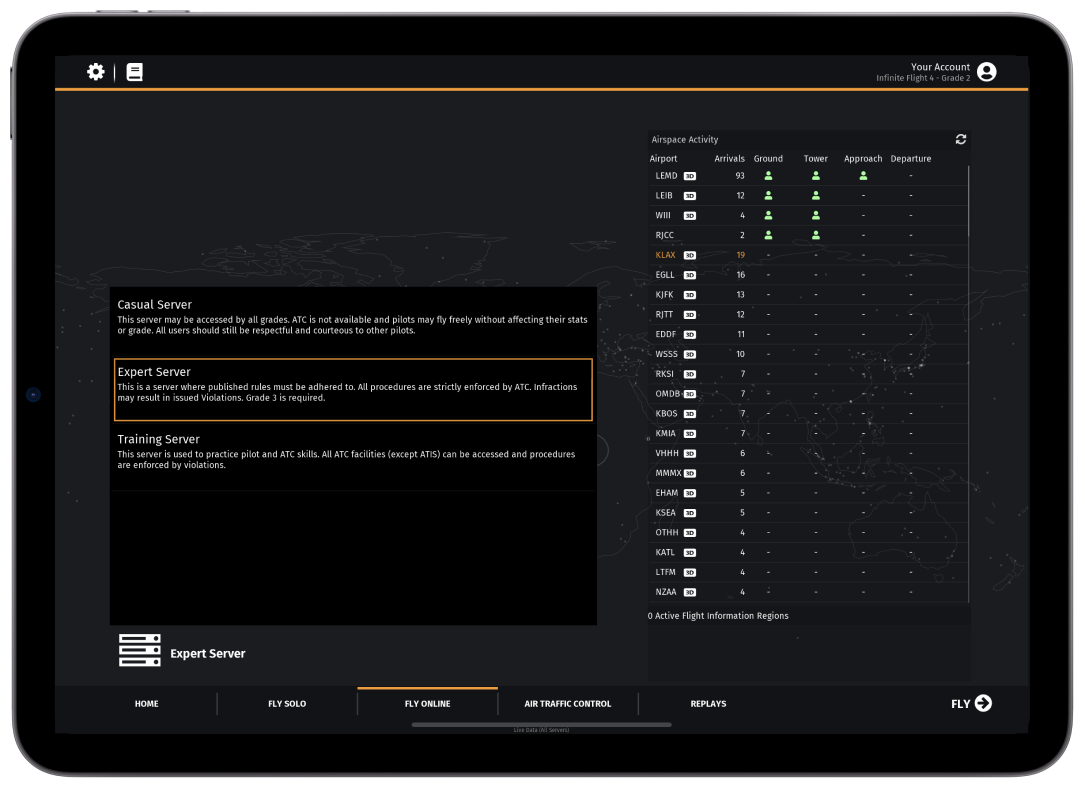 Your Account
Infinite Flight 4 - Grade 2
Airspace Activity
Airport Arrivals Ground Tower Approach Departure
LEMD 3D 93 -
LEIB 3D 12 - -
WIII 3D 4 - -
RJCC 2 - -
KLAX 3D 19 - - - -
EGLL 3D 16 - - - -
KJFK 3D 13 - - - -
RJTT 3D 12 - - - -
EDDF 3D 11 - - - -
WSSS 3D 10 - - - -
RKSI 3D 7 - - - -
OMDB 3D 7 - - - -
KBOS 3D 7 - - - -
KMIA 3D 7 - - - -
VHHH 3D 6 - - - -
MMMX 3D 6 - - - -
EHAM 3D 5 - - - -
KSEA 3D 5 - - - -
OTHH 3D 4 - - - -
KATL 3D 4 - - - -
LTFM 3D 4 - - - -
NZAA 3D 4 - - - -
0 Active Flight Information Regions
Casual Server
This server may be accessed by all grades. ATC is not available and pilots may fly freely without affecting their stats
or grade. All users should still be respectful and courteous to other pilots.
Expert Server
This is a server where published rules must be adhered to. All procedures are strictly enforced by ATC. Infractions
may result in issued Violations. Grade 3 is required.
Training Server
This server is used to practice pilot and ATC skills. All ATC facilities (except ATIS) can be accessed and procedures
are enforced by violations.
Expert Server
HOME FLY SOLO FLY ONLINE AIR TRAFFIC CONTROL REPLAYS FLY
Live Data (All Servers)